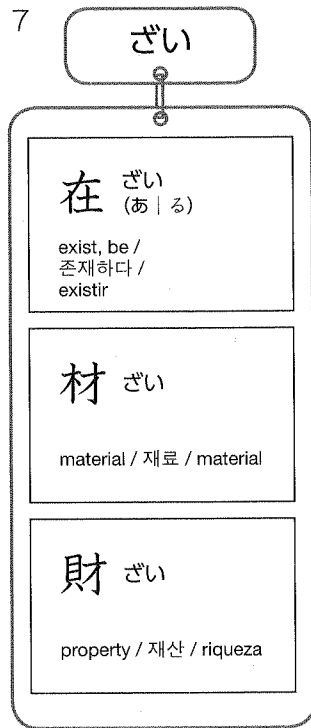 7
ざい
在 ざい
(あ|る)
exist, be /
존재하다 /
existir
材 ざい
material / 재료 / material
財 ざい
property / 재산 / riqueza